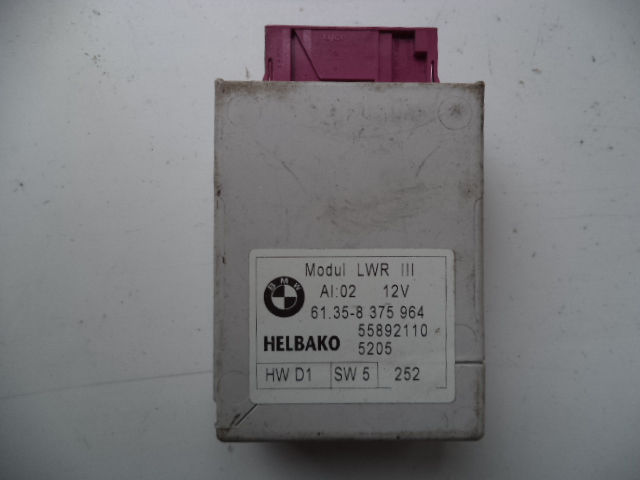 Modul LWR III
BMW
AI:02 12V
61.35-8 375 964
55892110
HELBAKO 5205
HW D1 SW 5 252